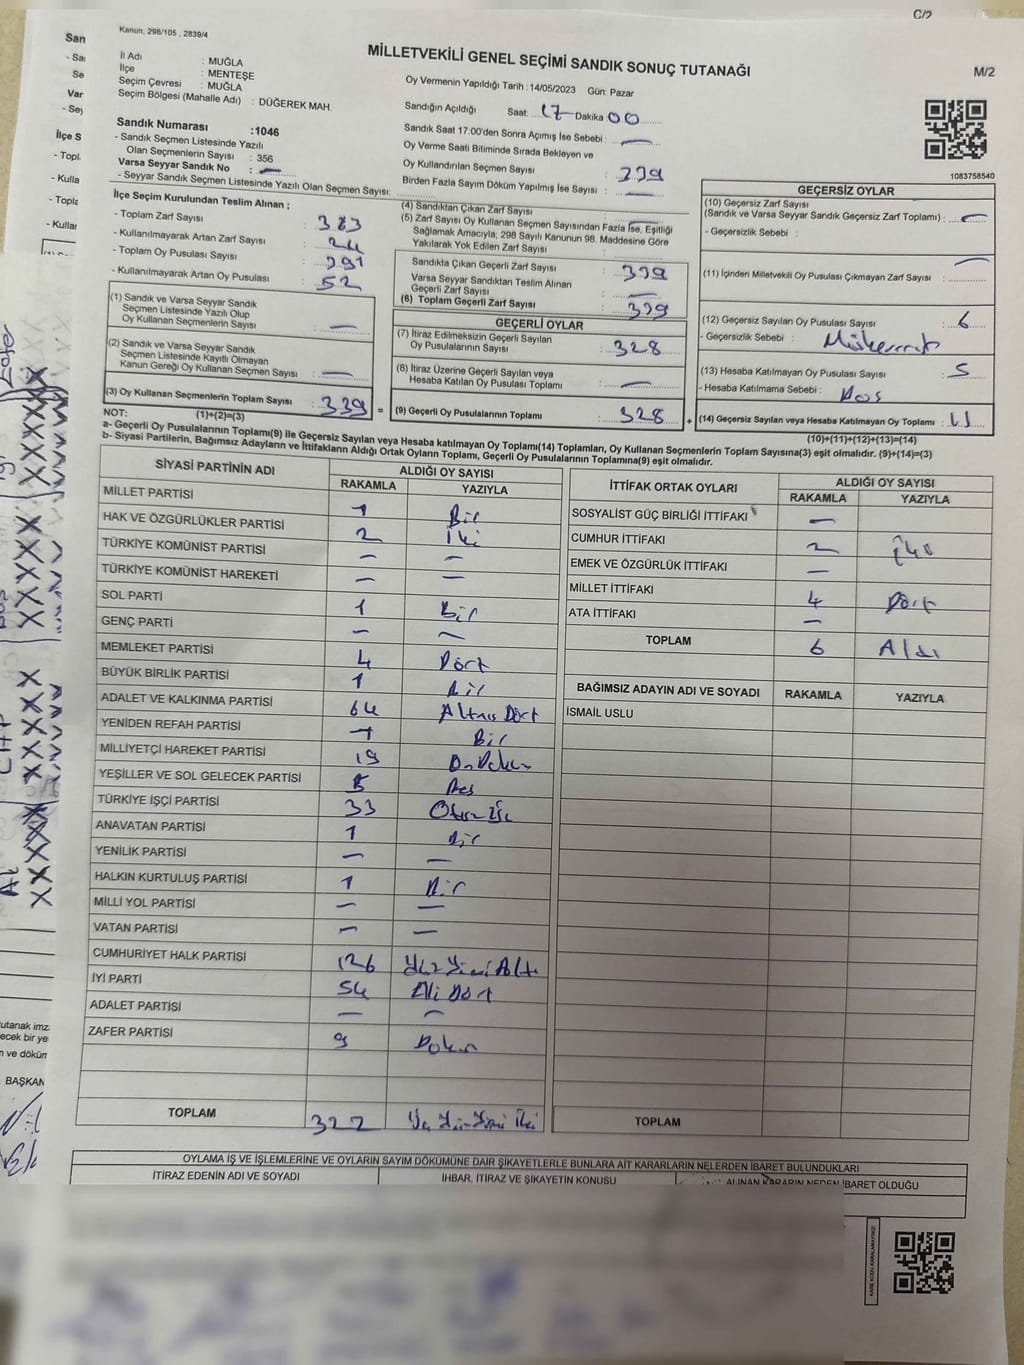 C/2
Kanun; 298/105 , 2839/4
MİLLETVEKİLİ GENEL SEÇİMİ SANDIK SONUÇ TUTANAĞI
M/2
İl Adı : MUĞLA
İlçe : MENTEŞE
Seçim Çevresi : MUĞLA
Seçim Bölgesi (Mahalle Adı) : DÜĞEREK MAH.
Sandık Numarası :1046
- Sandık Seçmen Listesinde Yazılı
Olan Seçmenlerin Sayısı : 356
Varsa Seyyar Sandık No : —
- Seyyar Sandık Seçmen Listesinde Yazılı Olan Seçmen Sayısı:
Oy Vermenin Yapıldığı Tarih : 14/05/2023 Gün: Pazar
Sandığın Açıldığı Saat: 17 Dakika 00
Sandık Saat 17:00'den Sonra Açımış İse Sebebi : —
Oy Verme Saati Bitiminde Sırada Bekleyen ve
Oy Kullandırılan Seçmen Sayısı :
Birden Fazla Sayım Döküm Yapılmış İse Sayısı : —
1083758540
İlçe Seçim Kurulundan Teslim Alınan ;
- Toplam Zarf Sayısı : 383
- Kullanılmayarak Artan Zarf Sayısı :
- Toplam Oy Pusulası Sayısı : 391
- Kullanılmayarak Artan Oy Pusulası : 52
(1) Sandık ve Varsa Seyyar Sandık
Seçmen Listesinde Yazılı Olup
Oy Kullanan Seçmenlerin Sayısı : —
(2) Sandık ve Varsa Seyyar Sandık
Seçmen Listesinde Kayıtlı Olmayan
Kanun Gereği Oy Kullanan Seçmen Sayısı : —
(3) Oy Kullanan Seçmenlerin Toplam Sayısı : 339 =
(4) Sandıktan Çıkan Zarf Sayısı :
(5) Zarf Sayısı Oy Kullanan Seçmen Sayısından Fazla İse, Eşitliği
Sağlamak Amacıyla; 298 Sayılı Kanunun 98. Maddesine Göre
Yakılarak Yok Edilen Zarf Sayısı :
Sandıkta Çıkan Geçerli Zarf Sayısı : 339
Varsa Seyyar Sandıktan Teslim Alınan
Geçerli Zarf Sayısı : —
(6) Toplam Geçerli Zarf Sayısı : 339
GEÇERLİ OYLAR
(7) İtiraz Edilmeksizin Geçerli Sayılan
Oy Pusulalarının Sayısı : 328
(8) İtiraz Üzerine Geçerli Sayılan veya
Hesaba Katılan Oy Pusulası Toplamı : —
(9) Geçerli Oy Pusulalarının Toplamı : 328 +
GEÇERSİZ OYLAR
(10) Geçersiz Zarf Sayısı
(Sandık ve Varsa Seyyar Sandık Geçersiz Zarf Toplamı) : —
- Geçersizlik Sebebi : —
(11) İçinden Milletvekili Oy Pusulası Çıkmayan Zarf Sayısı :
(12) Geçersiz Sayılan Oy Pusulası Sayısı : 6
- Geçersizlik Sebebi :
(13) Hesaba Katılmayan Oy Pusulası Sayısı : 5
- Hesaba Katılmama Sebebi : Boş
(14) Geçersiz Sayılan veya Hesaba Katılmayan Oy Toplamı : 11
NOT: (1)+(2)=(3)
(10)+(11)+(12)+(13)=(14)
a- Geçerli Oy Pusulalarının Toplamı(9) ile Geçersiz Sayılan veya Hesaba katılmayan Oy Toplamı(14) Toplamları, Oy Kullanan Seçmenlerin Toplam Sayısına(3) eşit olmalıdır. (9)+(14)=(3)
b- Siyasi Partilerin, Bağımsız Adayların ve İttifakların Aldığı Ortak Oyların Toplamı, Geçerli Oy Pusulalarının Toplamına(9) eşit olmalıdır.
SİYASİ PARTİNİN ADI ALDIĞI OY SAYISI
RAKAMLA YAZIYLA
MİLLET PARTİSİ 1 Bir
HAK VE ÖZGÜRLÜKLER PARTİSİ 2 İki
TÜRKİYE KOMÜNİST PARTİSİ — —
TÜRKİYE KOMÜNİST HAREKETİ — —
SOL PARTİ 1 Bir
GENÇ PARTİ — —
MEMLEKET PARTİSİ 4 Dört
BÜYÜK BİRLİK PARTİSİ 1 Bir
ADALET VE KALKINMA PARTİSİ 64 Altmış Dört
YENİDEN REFAH PARTİSİ 1 Bir
MİLLİYETÇİ HAREKET PARTİSİ 19 On Dokuz
YEŞİLLER VE SOL GELECEK PARTİSİ 5 Beş
TÜRKİYE İŞÇİ PARTİSİ 33 Otuz Üç
ANAVATAN PARTİSİ 1 Bir
YENİLİK PARTİSİ — —
HALKIN KURTULUŞ PARTİSİ 1 Bir
MİLLİ YOL PARTİSİ — —
VATAN PARTİSİ — —
CUMHURİYET HALK PARTİSİ 126 Yüz Yirmi Altı
İYİ PARTİ 54 Elli Dört
ADALET PARTİSİ — —
ZAFER PARTİSİ 9 Dokuz
TOPLAM 322 Üç Yüz Yirmi İki
İTTİFAK ORTAK OYLARI ALDIĞI OY SAYISI
RAKAMLA YAZIYLA
SOSYALİST GÜÇ BİRLİĞİ İTTİFAKI —
CUMHUR İTTİFAKI 2 İki
EMEK VE ÖZGÜRLÜK İTTİFAKI —
MİLLET İTTİFAKI 4 Dört
ATA İTTİFAKI —
TOPLAM 6 Altı
BAĞIMSIZ ADAYIN ADI VE SOYADI RAKAMLA YAZIYLA
İSMAİL USLU
TOPLAM
OYLAMA İŞ VE İŞLEMLERİNE VE OYLARIN SAYIM DÖKÜMÜNE DAİR ŞİKAYETLERLE BUNLARA AİT KARARLARIN NELERDEN İBARET BULUNDUKLARI
İTİRAZ EDENİN ADI VE SOYADI İHBAR, İTİRAZ VE ŞİKAYETİN KONUSU ALINAN KARARIN NEDEN İBARET OLDUĞU
BAŞKAN